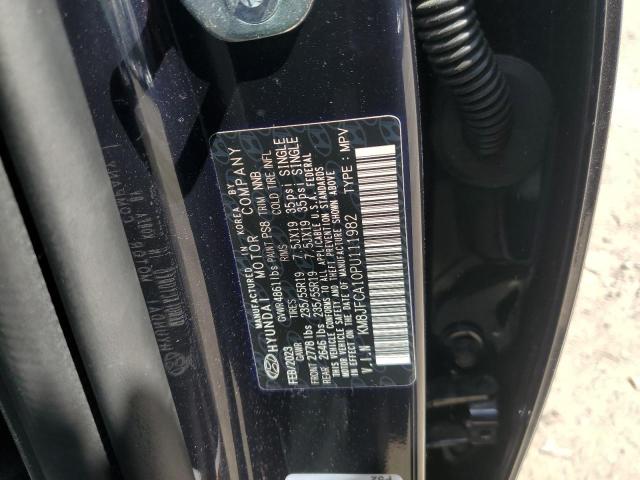 MANUFACTURED IN KOREA BY
HYUNDAI MOTOR COMPANY
FEB/2023 GVWR 4861lbs PAINT PS8 TRIM NNB
GAWR TIRES RIMS COLD TIRE INFL
FRONT 2778 lbs 235/55R19 7.5JX19 35psi SINGLE
REAR 2645 lbs 235/55R19 7.5JX19 35psi SINGLE
THIS VEHICLE CONFORMS TO ALL APPLICABLE U.S.A. FEDERAL
MOTOR VEHICLE SAFETY AND THEFT PREVENTION STANDARDS
IN EFFECT ON THE DATE OF MANUFACTURE SHOWN ABOVE
V.I.N KM8JFCA10PU111982 TYPE : MPV